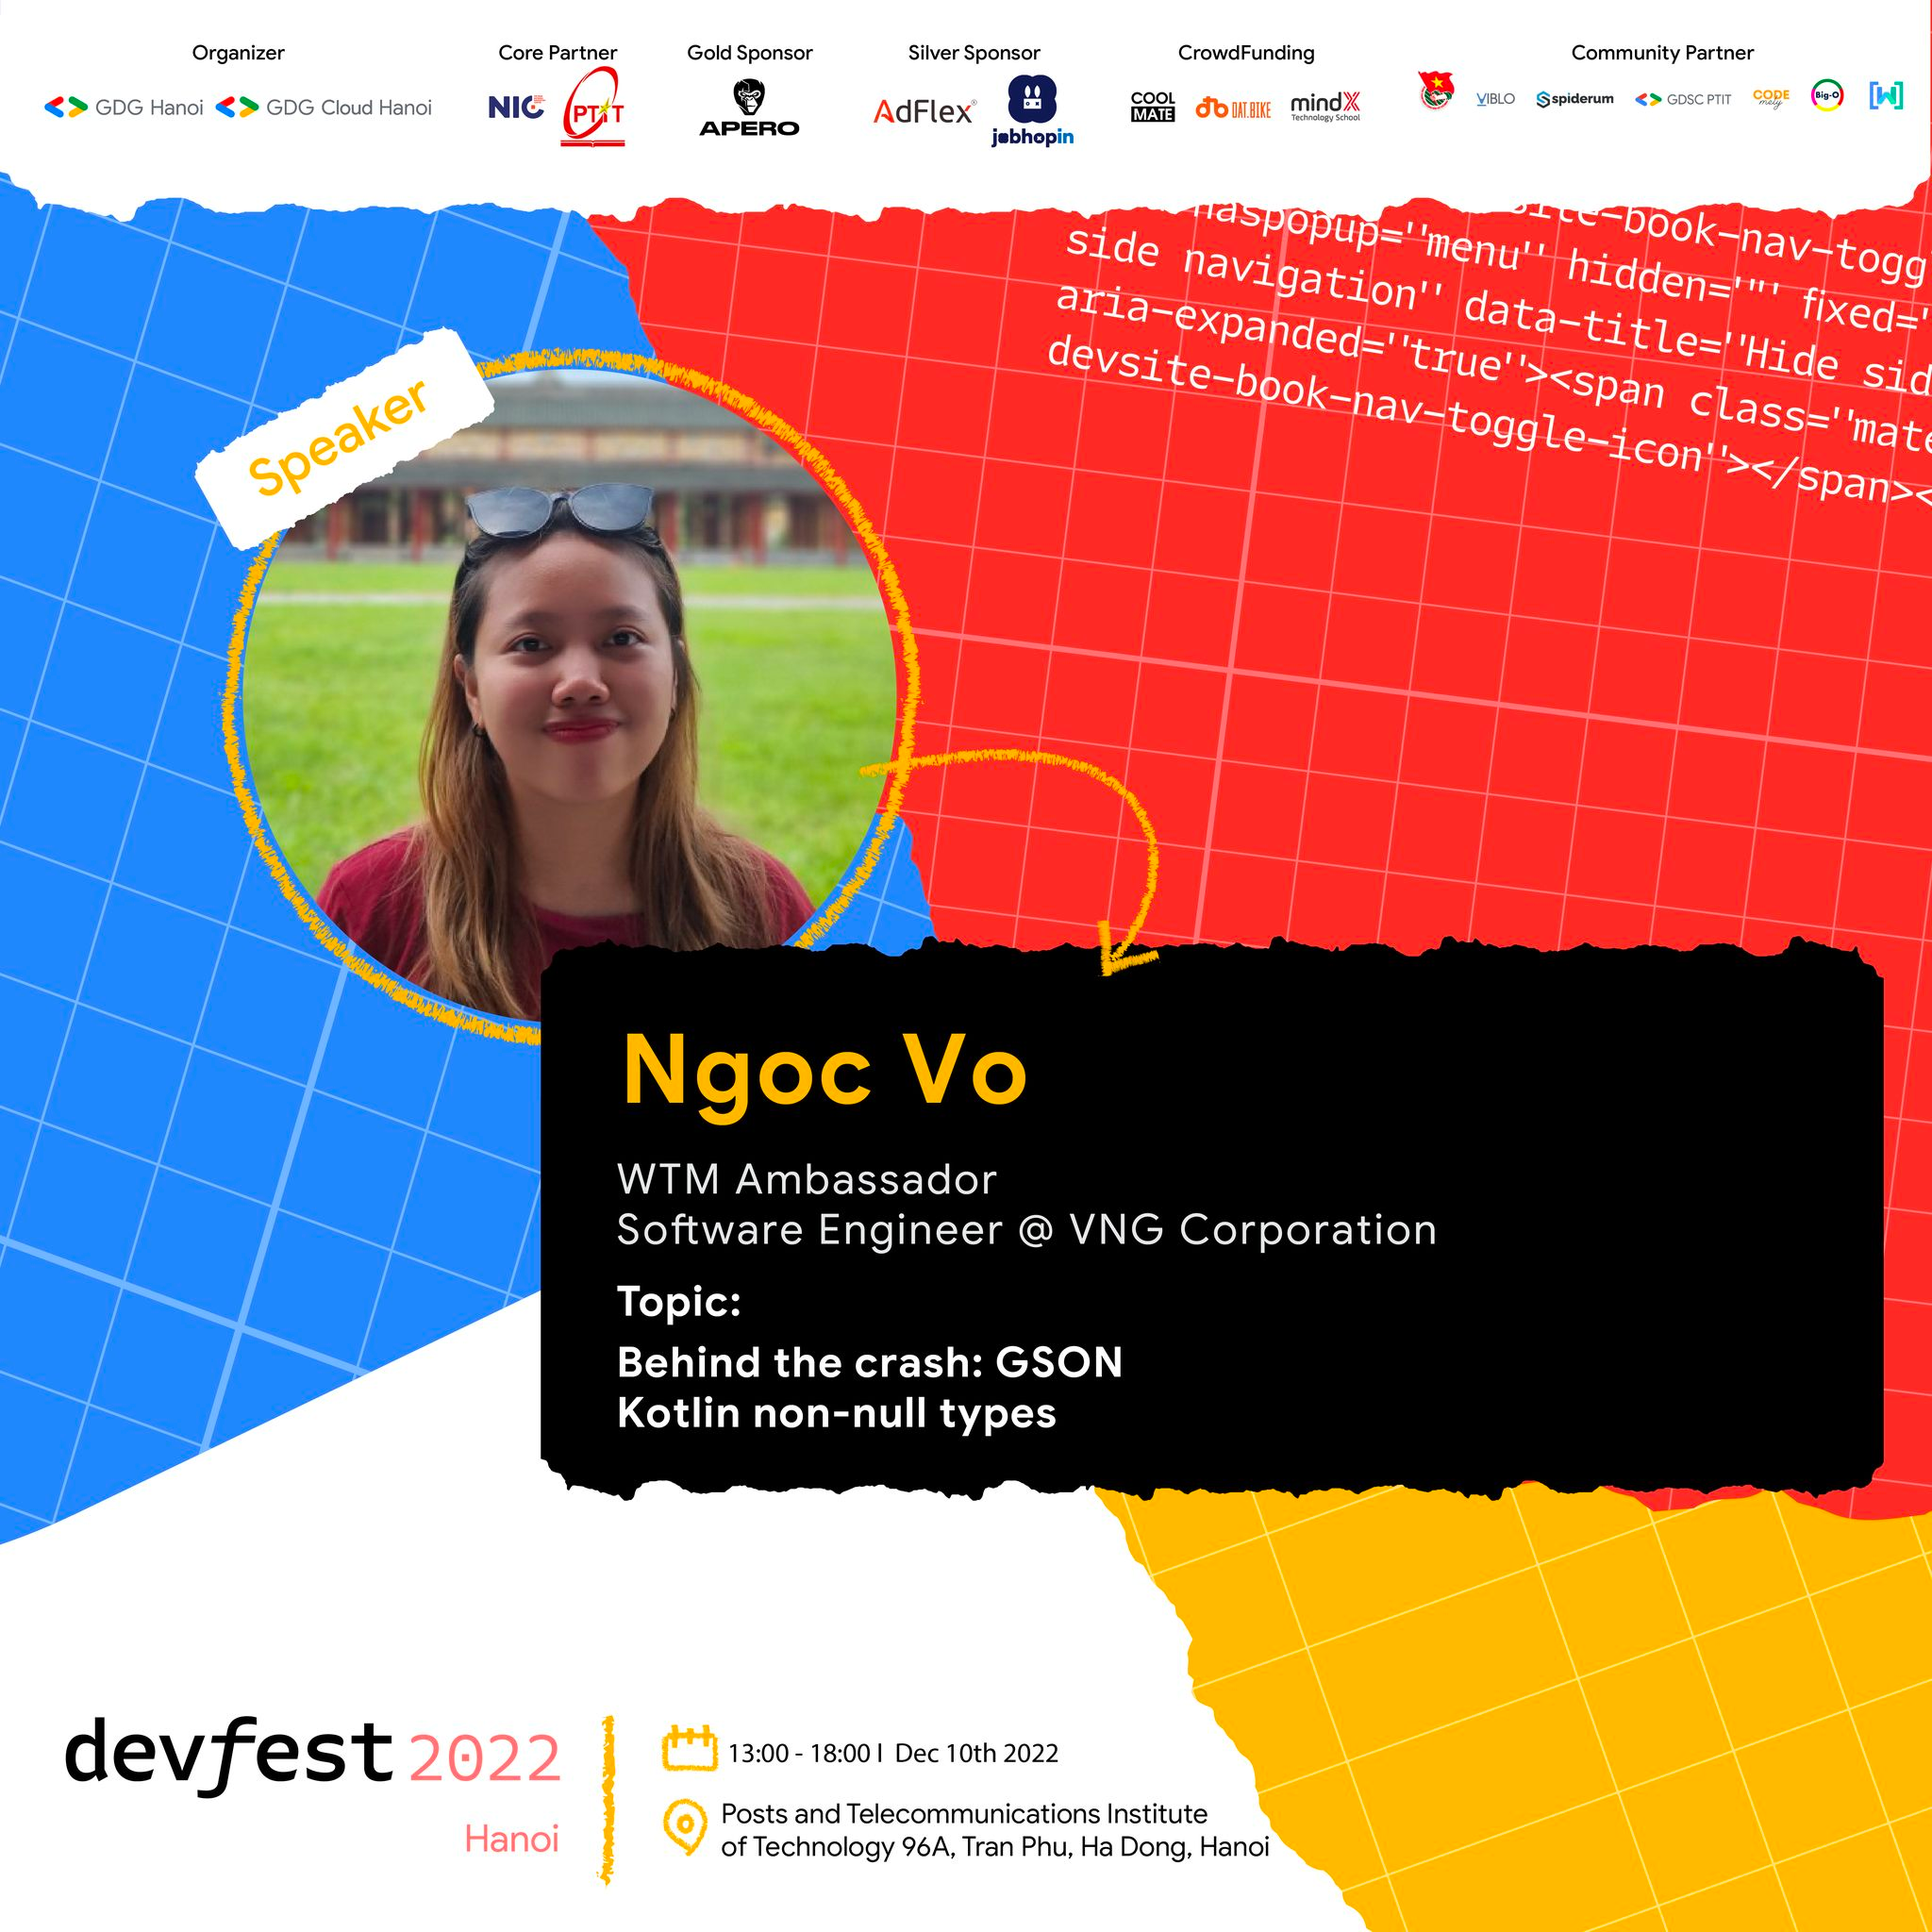 Organizer
Core Partner
Gold Sponsor
Silver Sponsor
CrowdFunding
Community Partner
GDG Hanoi
GDG Cloud Hanoi
NIC
PTIT
APERO
AdFlex
jobhopin
COOL
MATE
DAT.BIKE
mindX
Technology School
VIBLO
Spiderum
GDSC PTIT
CODE
mely
Big-O
[W]
site-book-nav-togg
haspopup="menu" hidden="" fixed="
side navigation" data-title="Hide sid
aria-expanded="true"><span class="mate
devsite-book-nav-toggle-icon"></span><
Speaker
Ngoc Vo
WTM Ambassador
Software Engineer @ VNG Corporation
Topic:
Behind the crash: GSON
Kotlin non-null types
devfest 2022
Hanoi
13:00 - 18:00 I Dec 10th 2022
Posts and Telecommunications Institute
of Technology 96A, Tran Phu, Ha Dong, Hanoi